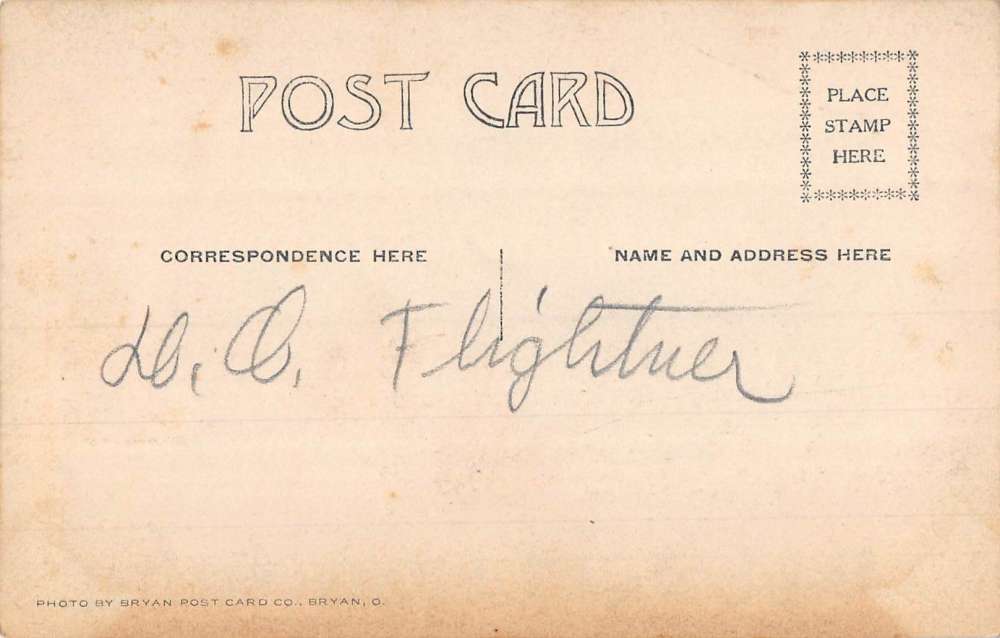 POST CARD
PLACE
STAMP
HERE
CORRESPONDENCE HERE
NAME AND ADDRESS HERE
Flightner
PHOTO BY BRYAN POST CARD CO., BRYAN, O.